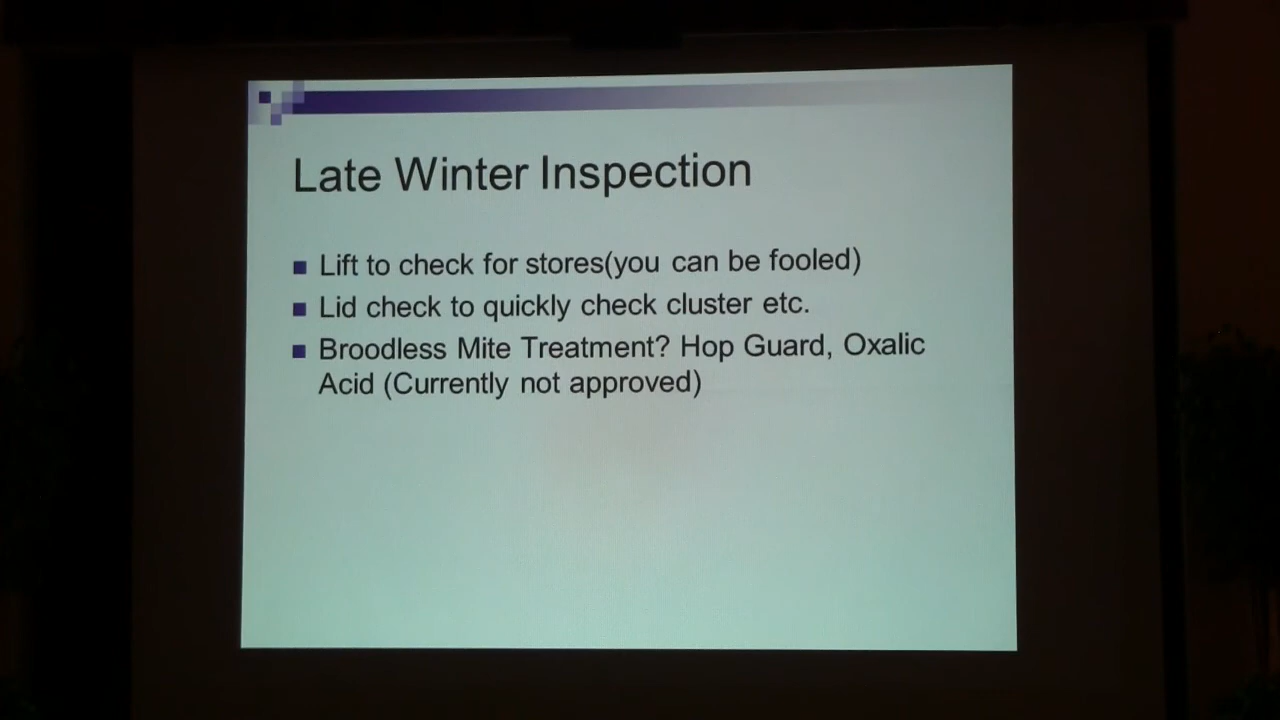 Late Winter Inspection
Lift to check for stores(you can be fooled)
Lid check to quickly check cluster etc.
Broodless Mite Treatment? Hop Guard, Oxalic
Acid (Currently not approved)